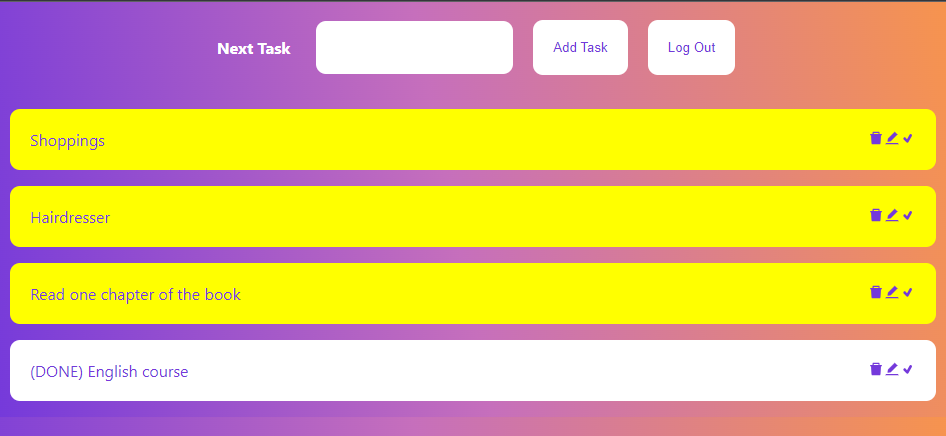 Next Task
Add Task
Log Out
Shoppings
Hairdresser
Read one chapter of the book
(DONE) English course